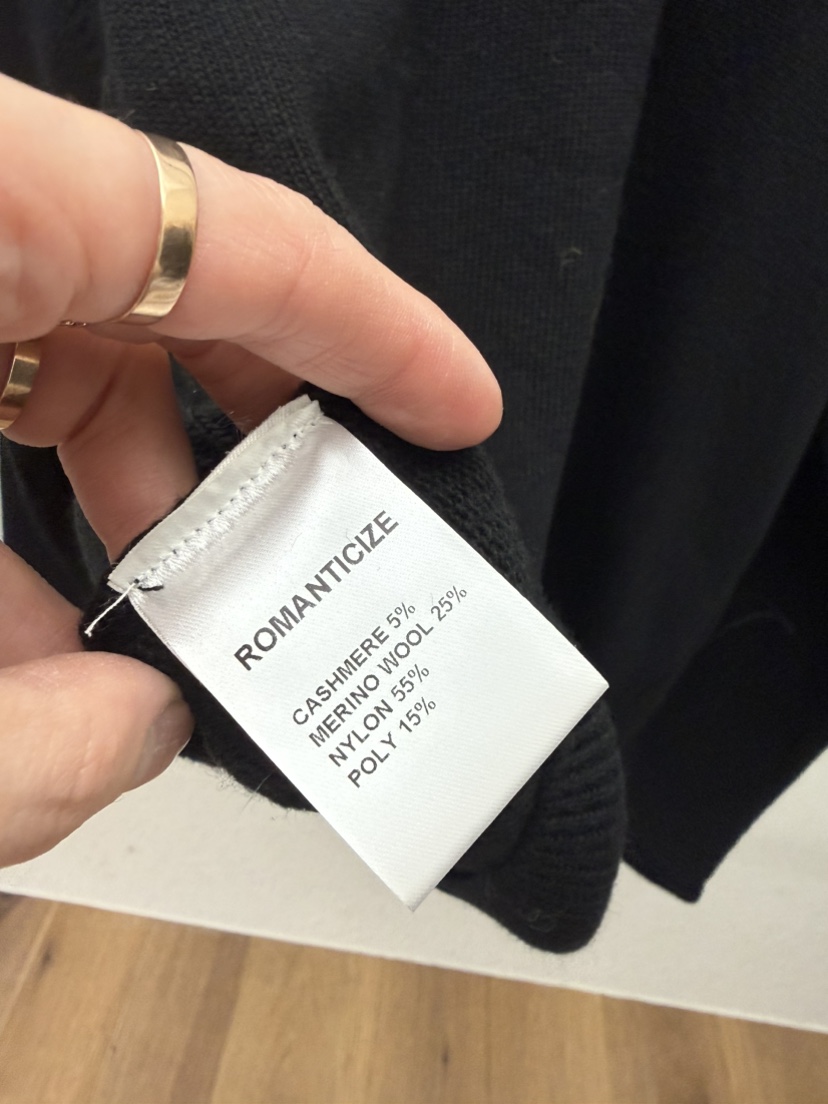 ROMANTICIZE
CASHMERE 5%
MERINO WOOL 25%
NYLON 55%
POLY 15%